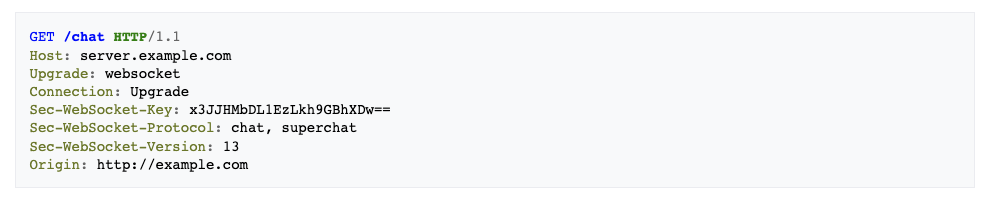 GET /chat HTTP/1.1
Host: server.example.com
Upgrade: websocket
Connection: Upgrade
Sec-WebSocket-Key: x3JJHMbDL1EzLkh9GBhXDw==
Sec-WebSocket-Protocol: chat, superchat
Sec-WebSocket-Version: 13
Origin: http://example.com